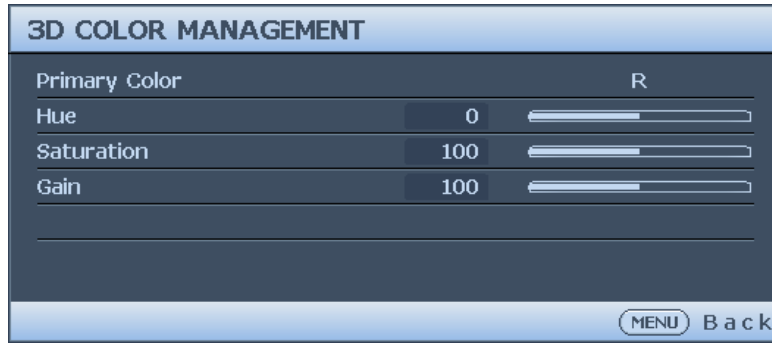 3D COLOR MANAGEMENT
Primary Color R
Hue 0
Saturation 100
Gain 100
MENU Back